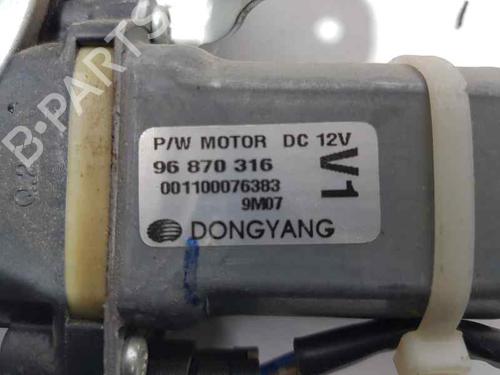 B-PARTS
P/W MOTOR DC 12V
96 870 316
001100076383
9M07
V1
DONGYANG